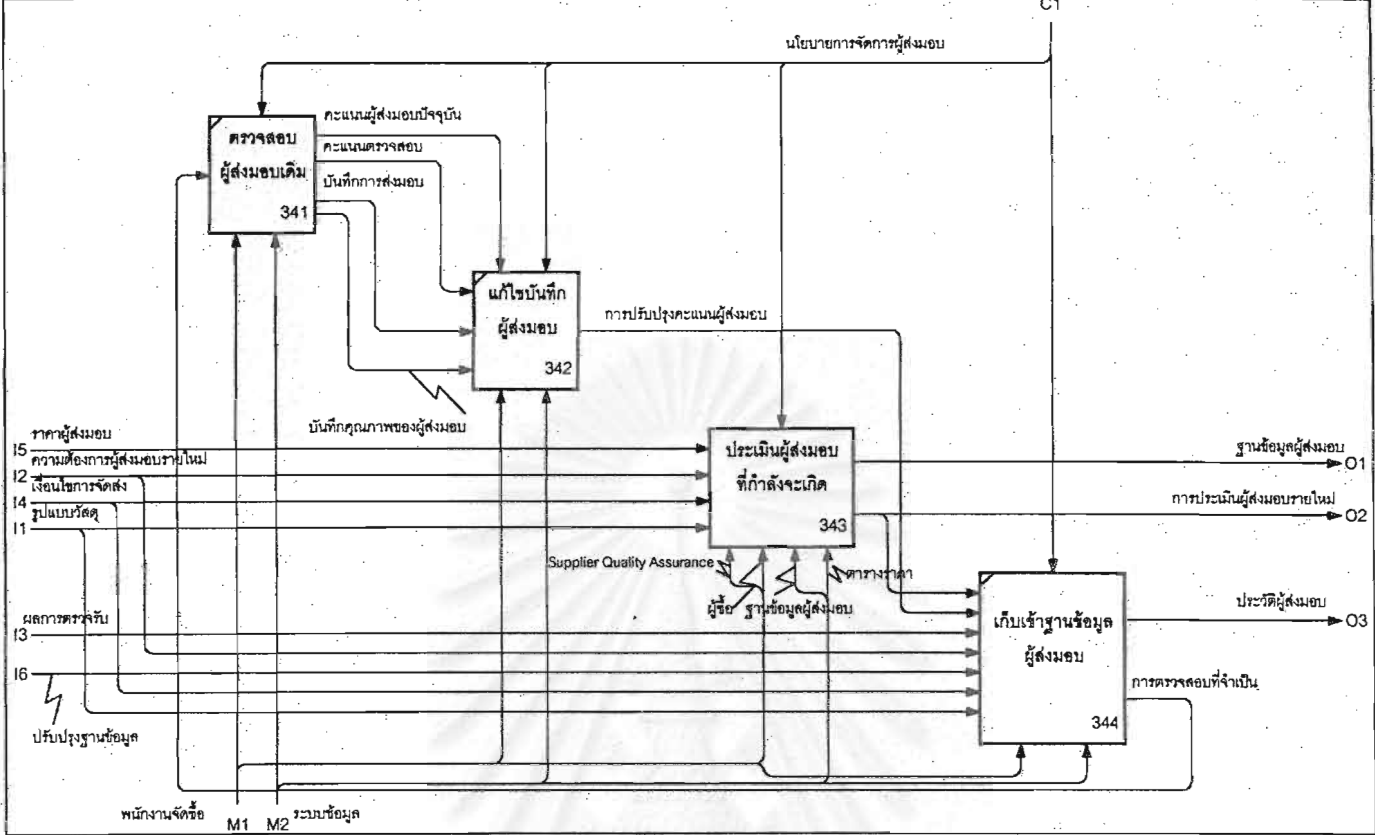 C1
นโยบายการจัดการผู้ส่งมอบ
ตรวจสอบ
ผู้ส่งมอบเดิม
341
คะแนนผู้ส่งมอบปัจจุบัน
คะแนนตรวจสอบ
บันทึกการส่งมอบ
แก้ไขบันทึก
ผู้ส่งมอบ
342
การปรับปรุงคะแนนผู้ส่งมอบ
บันทึกคุณภาพของผู้ส่งมอบ
I5 ราคาผู้ส่งมอบ
I2 ความต้องการผู้ส่งมอบรายใหม่
I4 เงื่อนไขการจัดส่ง
I1 รูปแบบวัสดุ
ประเมินผู้ส่งมอบ
ที่กำลังจะเกิด
343
ฐานข้อมูลผู้ส่งมอบ O1
การประเมินผู้ส่งมอบรายใหม่ O2
Supplier Quality Assurance
ผู้ซื้อ
ฐานข้อมูลผู้ส่งมอบ
ตารางราคา
I3 ผลการตรวจรับ
I6
ปรับปรุงฐานข้อมูล
เก็บเข้าฐานข้อมูล
ผู้ส่งมอบ
344
ประวัติผู้ส่งมอบ O3
การตรวจสอบที่จำเป็น
พนักงานจัดซื้อ M1
M2 ระบบข้อมูล